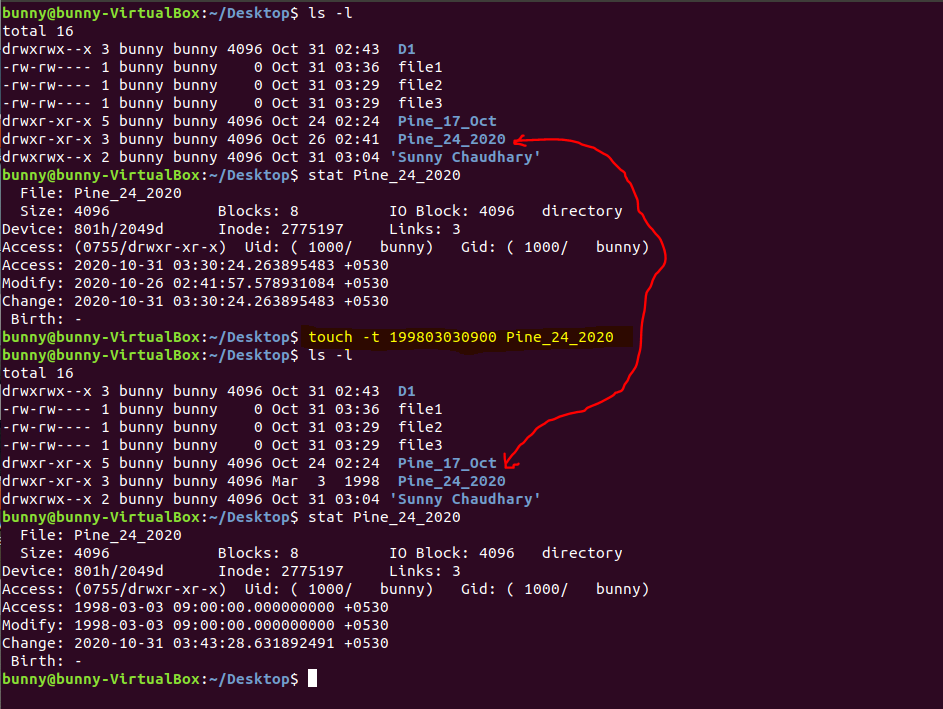 bunny@bunny-VirtualBox:~/Desktop$ ls -l
total 16
drwxrwx--x 3 bunny bunny 4096 Oct 31 02:43  D1
-rw-rw---- 1 bunny bunny    0 Oct 31 03:36  file1
-rw-rw---- 1 bunny bunny    0 Oct 31 03:29  file2
-rw-rw---- 1 bunny bunny    0 Oct 31 03:29  file3
drwxr-xr-x 5 bunny bunny 4096 Oct 24 02:24  Pine_17_Oct
drwxr-xr-x 3 bunny bunny 4096 Oct 26 02:41  Pine_24_2020
drwxrwx--x 2 bunny bunny 4096 Oct 31 03:04 'Sunny Chaudhary'
bunny@bunny-VirtualBox:~/Desktop$ stat Pine_24_2020
  File: Pine_24_2020
  Size: 4096            Blocks: 8          IO Block: 4096   directory
Device: 801h/2049d      Inode: 2775197     Links: 3
Access: (0755/drwxr-xr-x)  Uid: ( 1000/   bunny)   Gid: ( 1000/   bunny)
Access: 2020-10-31 03:30:24.263895483 +0530
Modify: 2020-10-26 02:41:57.578931084 +0530
Change: 2020-10-31 03:30:24.263895483 +0530
 Birth: -
bunny@bunny-VirtualBox:~/Desktop$ touch -t 199803030900 Pine_24_2020
bunny@bunny-VirtualBox:~/Desktop$ ls -l
total 16
drwxrwx--x 3 bunny bunny 4096 Oct 31 02:43  D1
-rw-rw---- 1 bunny bunny    0 Oct 31 03:36  file1
-rw-rw---- 1 bunny bunny    0 Oct 31 03:29  file2
-rw-rw---- 1 bunny bunny    0 Oct 31 03:29  file3
drwxr-xr-x 5 bunny bunny 4096 Oct 24 02:24  Pine_17_Oct
drwxr-xr-x 3 bunny bunny 4096 Mar  3  1998  Pine_24_2020
drwxrwx--x 2 bunny bunny 4096 Oct 31 03:04 'Sunny Chaudhary'
bunny@bunny-VirtualBox:~/Desktop$ stat Pine_24_2020
  File: Pine_24_2020
  Size: 4096            Blocks: 8          IO Block: 4096   directory
Device: 801h/2049d      Inode: 2775197     Links: 3
Access: (0755/drwxr-xr-x)  Uid: ( 1000/   bunny)   Gid: ( 1000/   bunny)
Access: 1998-03-03 09:00:00.000000000 +0530
Modify: 1998-03-03 09:00:00.000000000 +0530
Change: 2020-10-31 03:43:28.631892491 +0530
 Birth: -
bunny@bunny-VirtualBox:~/Desktop$